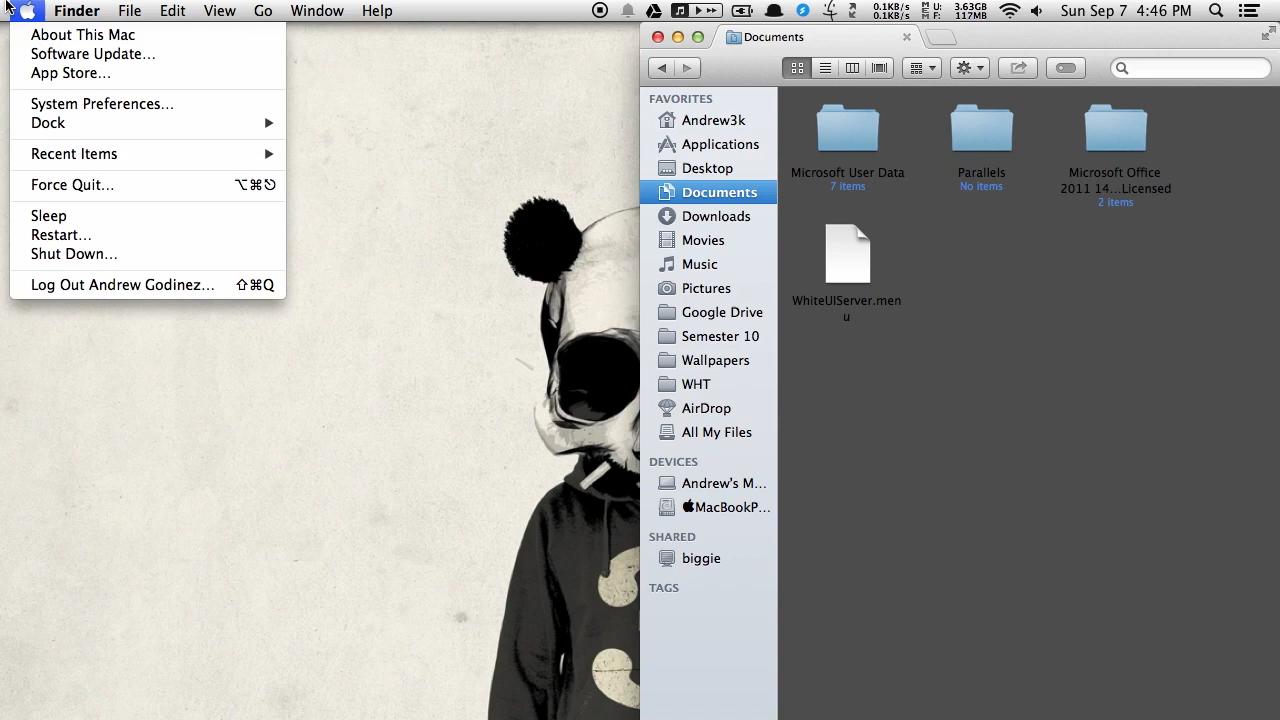 Finder File Edit View Go Window Help
0.1KB/s
0.1KB/s
U: 3.63GB
F: 117MB
Sun Sep 7 4:46 PM
About This Mac
Software Update...
App Store...
System Preferences...
Dock
Recent Items
Force Quit... ⌥⌘⎋
Sleep
Restart...
Shut Down...
Log Out Andrew Godinez... ⇧⌘Q
Documents
FAVORITES
Andrew3k
Applications
Desktop
Documents
Downloads
Movies
Music
Pictures
Google Drive
Semester 10
Wallpapers
WHT
AirDrop
All My Files
DEVICES
Andrew's M...
MacBookP...
SHARED
biggie
TAGS
Microsoft User Data
7 items
Parallels
No items
Microsoft Office
2011 14...Licensed
2 items
WhiteUIServer.men
u